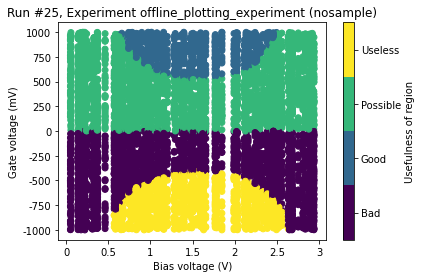 Run #25, Experiment offline_plotting_experiment (nosample)
1000
750
500
250
0
-250
-500
-750
-1000
Gate voltage (mV)
0
0.5
1
1.5
2
2.5
3
Bias voltage (V)
Useless
Possible
Good
Bad
Usefulness of region